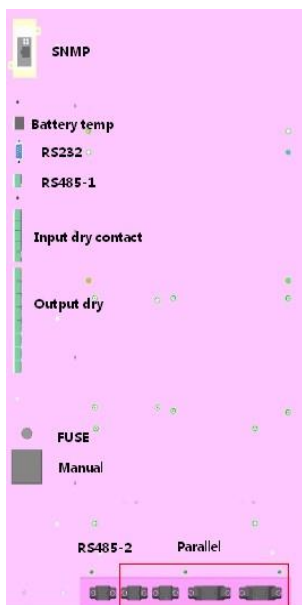 SNMP
Battery temp
RS232
RS485-1
Input dry contact
Output dry
FUSE
Manual
RS485-2 Parallel